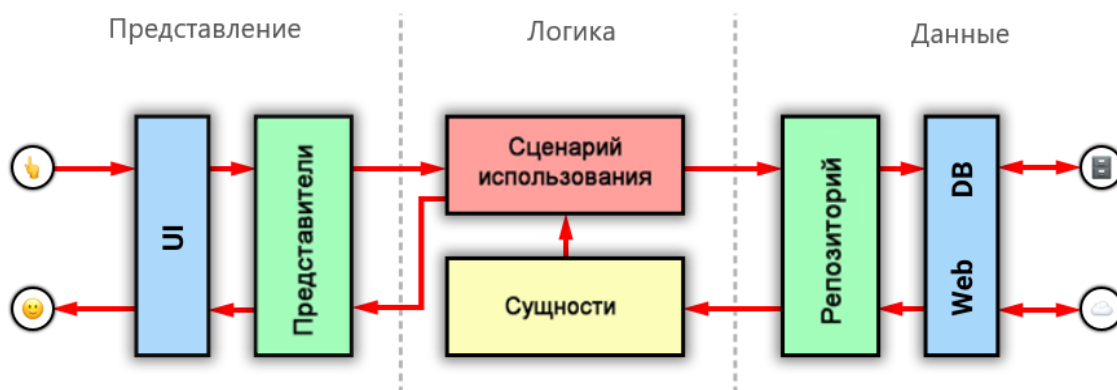 Представление
Логика
Данные
UI
Представители
Сценарий
использования
Сущности
Репозиторий
Web DB